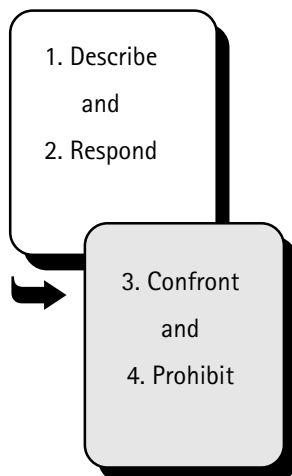 1. Describe
and
2. Respond
3. Confront
and
4. Prohibit